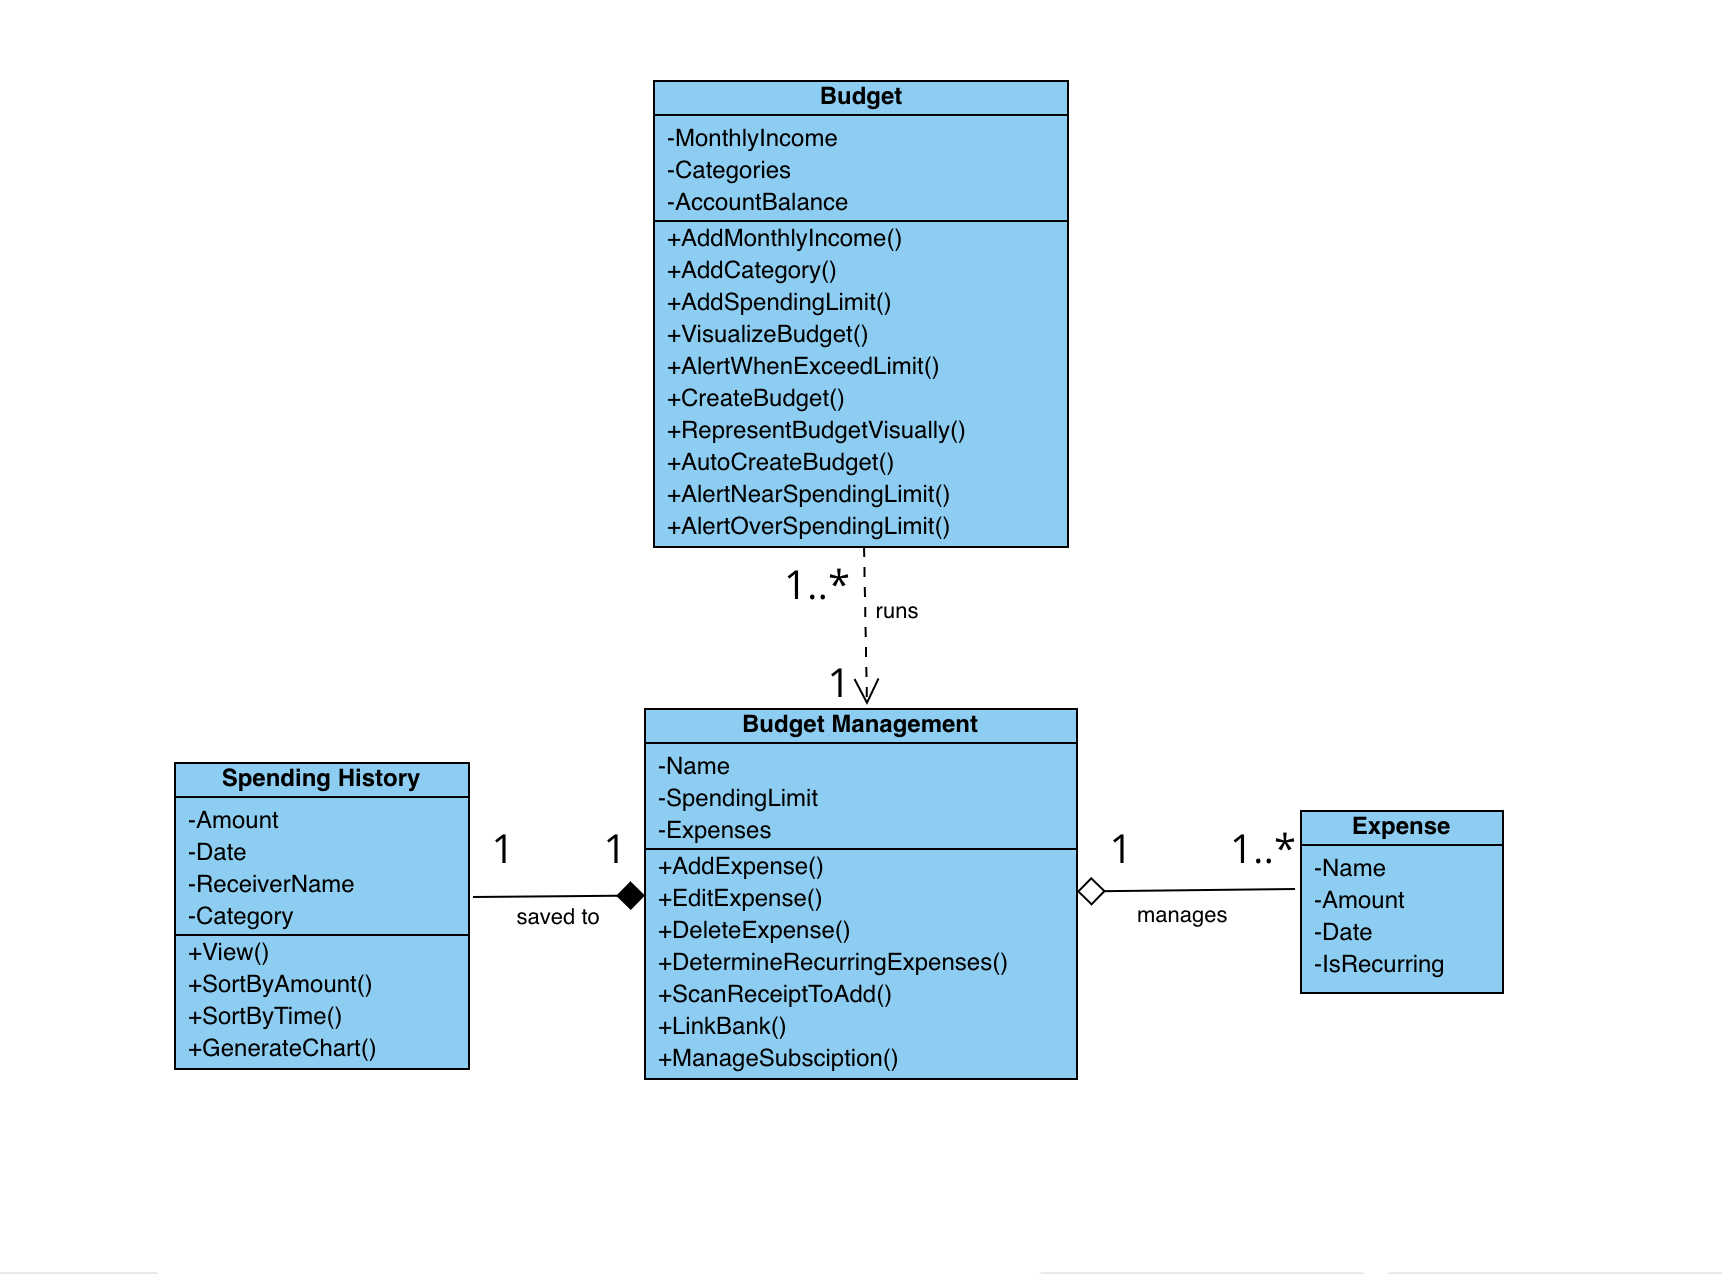 Budget
-MonthlyIncome
-Categories
-AccountBalance
+AddMonthlyIncome()
+AddCategory()
+AddSpendingLimit()
+VisualizeBudget()
+AlertWhenExceedLimit()
+CreateBudget()
+RepresentBudgetVisually()
+AutoCreateBudget()
+AlertNearSpendingLimit()
+AlertOverSpendingLimit()
1..*
runs
1
Budget Management
-Name
-SpendingLimit
-Expenses
+AddExpense()
+EditExpense()
+DeleteExpense()
+DetermineRecurringExpenses()
+ScanReceiptToAdd()
+LinkBank()
+ManageSubsciption()
Spending History
-Amount
-Date
-ReceiverName
-Category
+View()
+SortByAmount()
+SortByTime()
+GenerateChart()
1 1
saved to
1 1..*
manages
Expense
-Name
-Amount
-Date
-IsRecurring